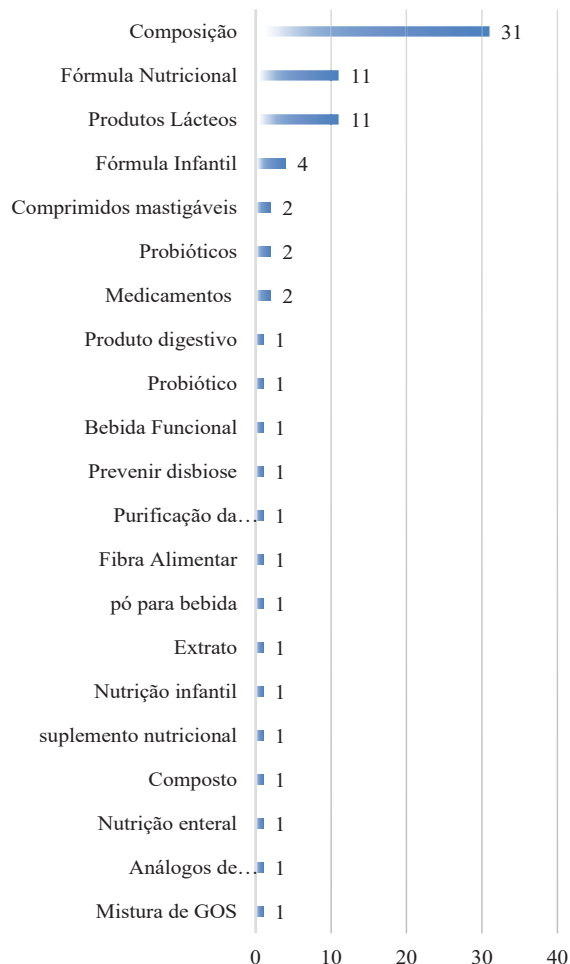 Composição 31
Fórmula Nutricional 11
Produtos Lácteos 11
Fórmula Infantil 4
Comprimidos mastigáveis 2
Probióticos 2
Medicamentos 2
Produto digestivo 1
Probiótico 1
Bebida Funcional 1
Prevenir disbiose 1
Purificação da… 1
Fibra Alimentar 1
pó para bebida 1
Extrato 1
Nutrição infantil 1
suplemento nutricional 1
Composto 1
Nutrição enteral 1
Análogos de… 1
Mistura de GOS 1
0 10 20 30 40